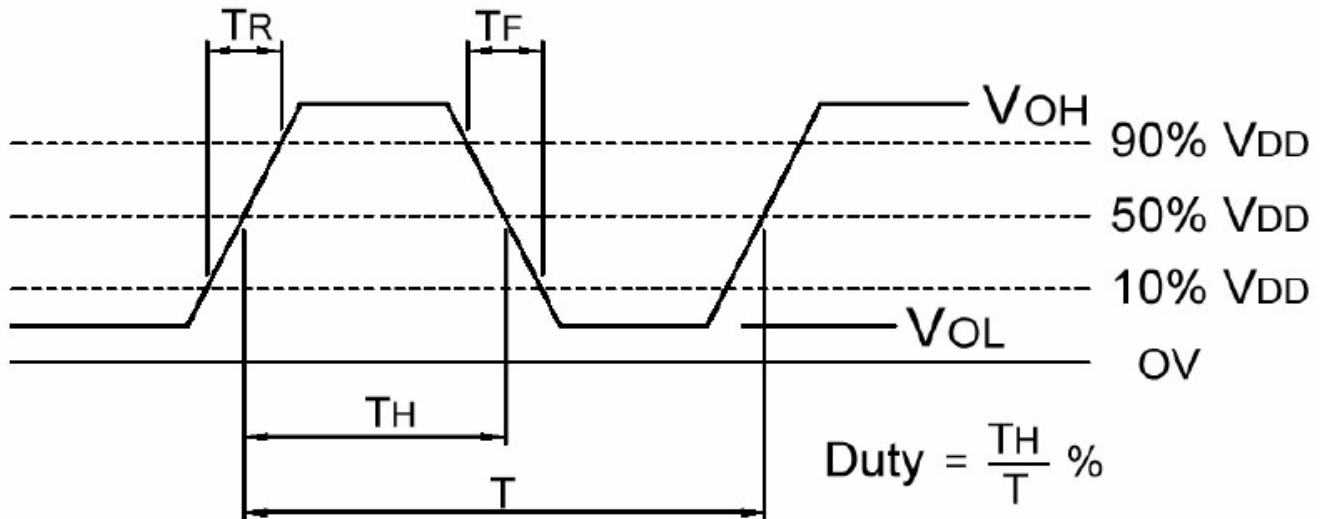 TR
TF
VOH
90% VDD
50% VDD
10% VDD
VOL
OV
TH
Duty = TH/T %
T